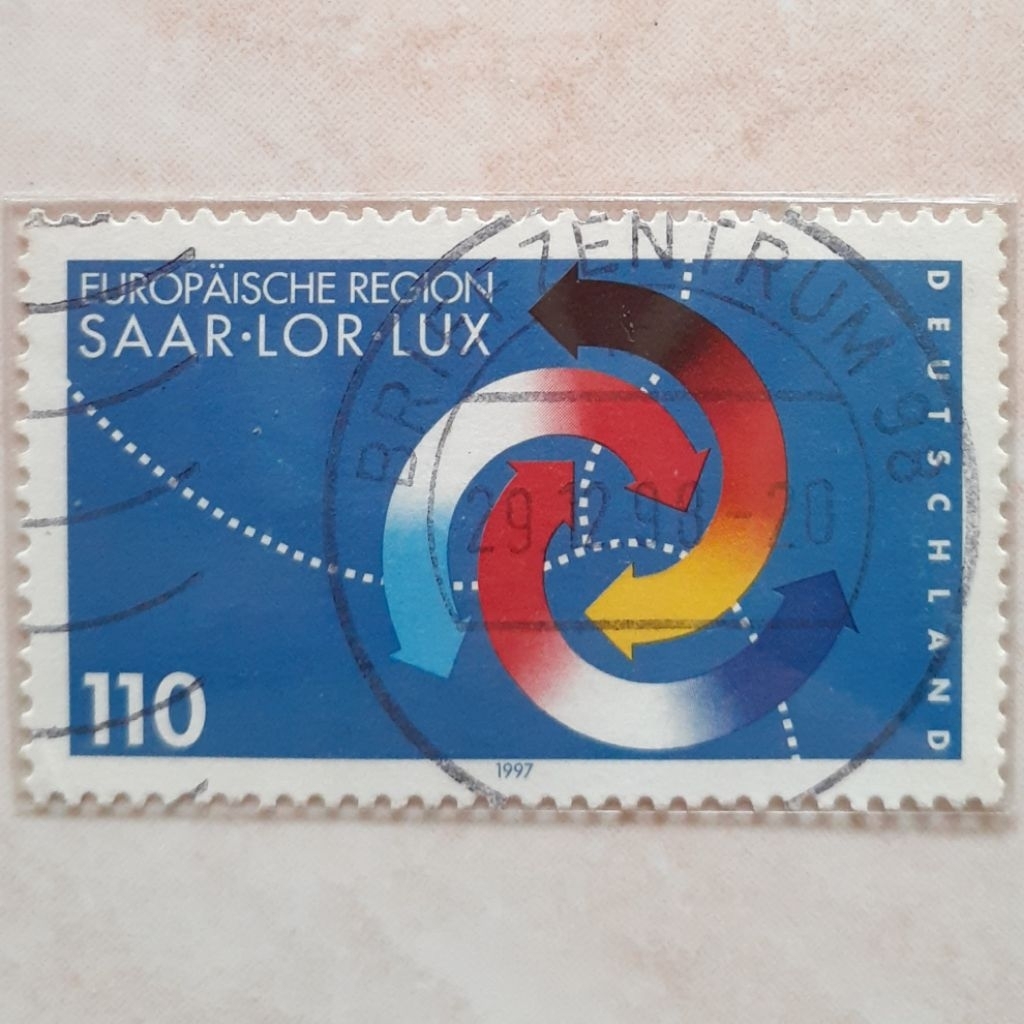 EUROPÄISCHE REGION
SAAR·LOR·LUX
DEUTSCHLAND
110
1997
BRIEFZENTRUM 98
29.12.98-20